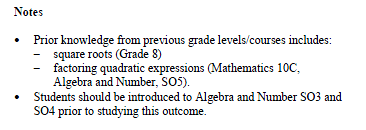 Notes
• Prior knowledge from previous grade levels/courses includes:
– square roots (Grade 8)
– factoring quadratic expressions (Mathematics 10C,
Algebra and Number, SO5).
• Students should be introduced to Algebra and Number SO3 and
SO4 prior to studying this outcome.